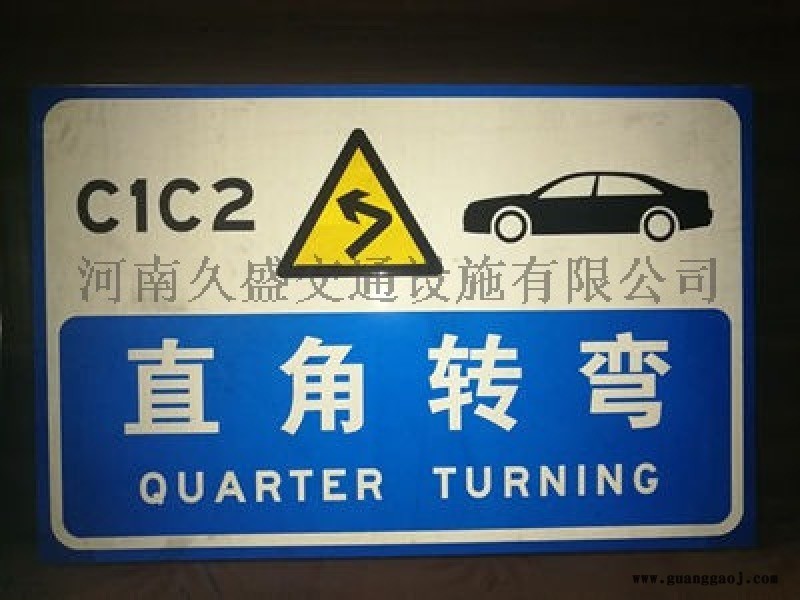 C1C2
河南久盛交通设施有限公司
直角转弯
QUARTER TURNING
www.guanggaoj.com